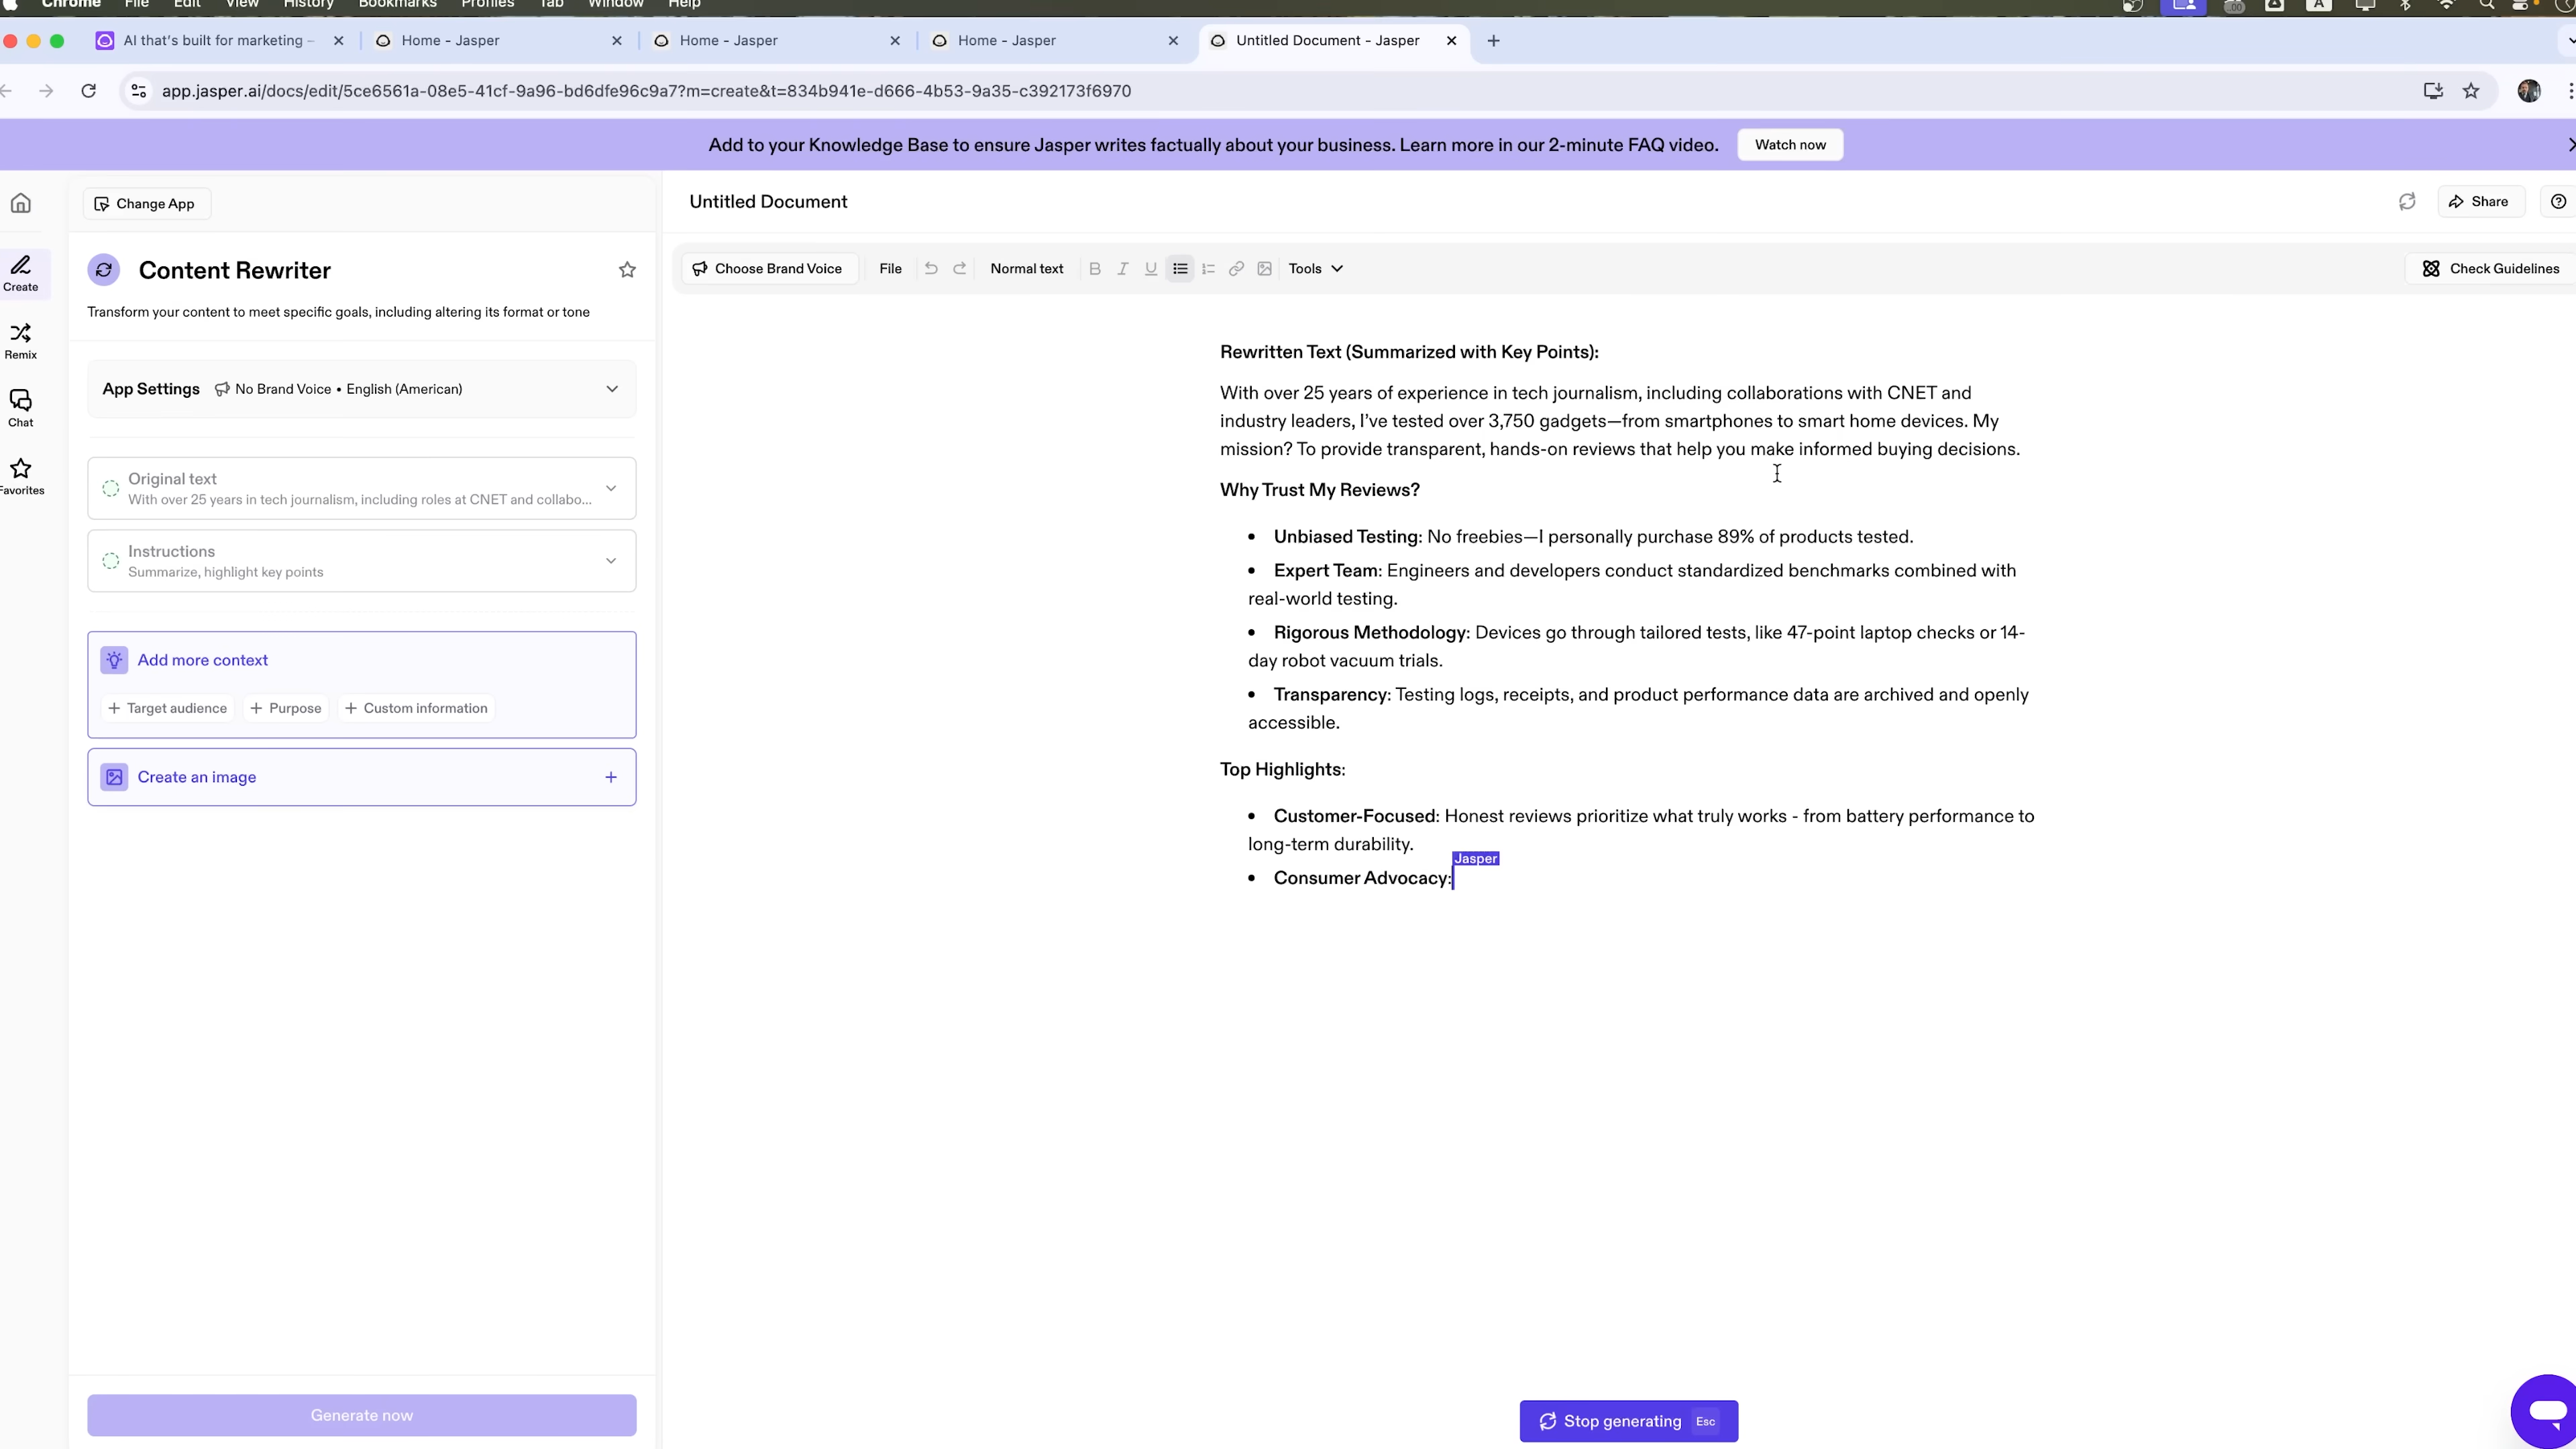 Chrome File Edit View History Bookmarks Profiles Tab Window Help
AI that's built for marketing –
Home - Jasper
Home - Jasper
Home - Jasper
Untitled Document - Jasper
app.jasper.ai/docs/edit/5ce6561a-08e5-41cf-9a96-bd6dfe96c9a7?m=create&t=834b941e-d666-4b53-9a35-c392173f6970
Add to your Knowledge Base to ensure Jasper writes factually about your business. Learn more in our 2-minute FAQ video. Watch now
Create
Remix
Chat
Favorites
Change App
Content Rewriter
Transform your content to meet specific goals, including altering its format or tone
App Settings No Brand Voice • English (American)
Original text
With over 25 years in tech journalism, including roles at CNET and collabo...
Instructions
Summarize, highlight key points
Add more context
+ Target audience + Purpose + Custom information
Create an image +
Generate now
Untitled Document
Share
Choose Brand Voice File Normal text B I U Tools Check Guidelines
Rewritten Text (Summarized with Key Points):
With over 25 years of experience in tech journalism, including collaborations with CNET and
industry leaders, I've tested over 3,750 gadgets—from smartphones to smart home devices. My
mission? To provide transparent, hands-on reviews that help you make informed buying decisions.
Why Trust My Reviews?
• Unbiased Testing: No freebies—I personally purchase 89% of products tested.
• Expert Team: Engineers and developers conduct standardized benchmarks combined with
real-world testing.
• Rigorous Methodology: Devices go through tailored tests, like 47-point laptop checks or 14-
day robot vacuum trials.
• Transparency: Testing logs, receipts, and product performance data are archived and openly
accessible.
Top Highlights:
• Customer-Focused: Honest reviews prioritize what truly works - from battery performance to
long-term durability.
Jasper
• Consumer Advocacy:
Stop generating Esc